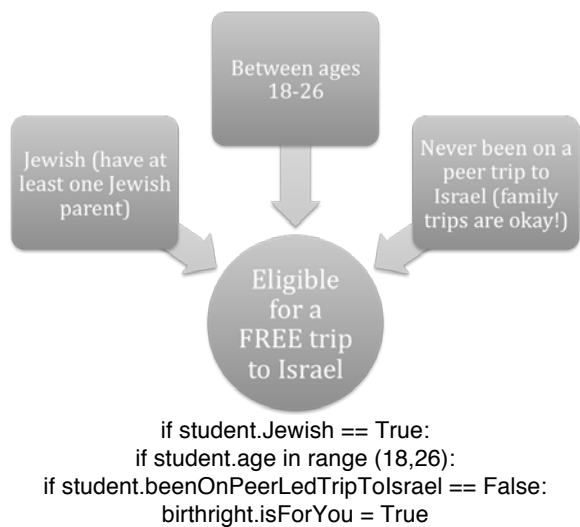 Between ages
18-26
Jewish (have at
least one Jewish
parent)
Never been on a
peer trip to
Israel (family
trips are okay!)
Eligible
for a
FREE trip
to Israel
if student.Jewish == True:
if student.age in range (18,26):
if student.beenOnPeerLedTripToIsrael == False:
birthright.isForYou = True